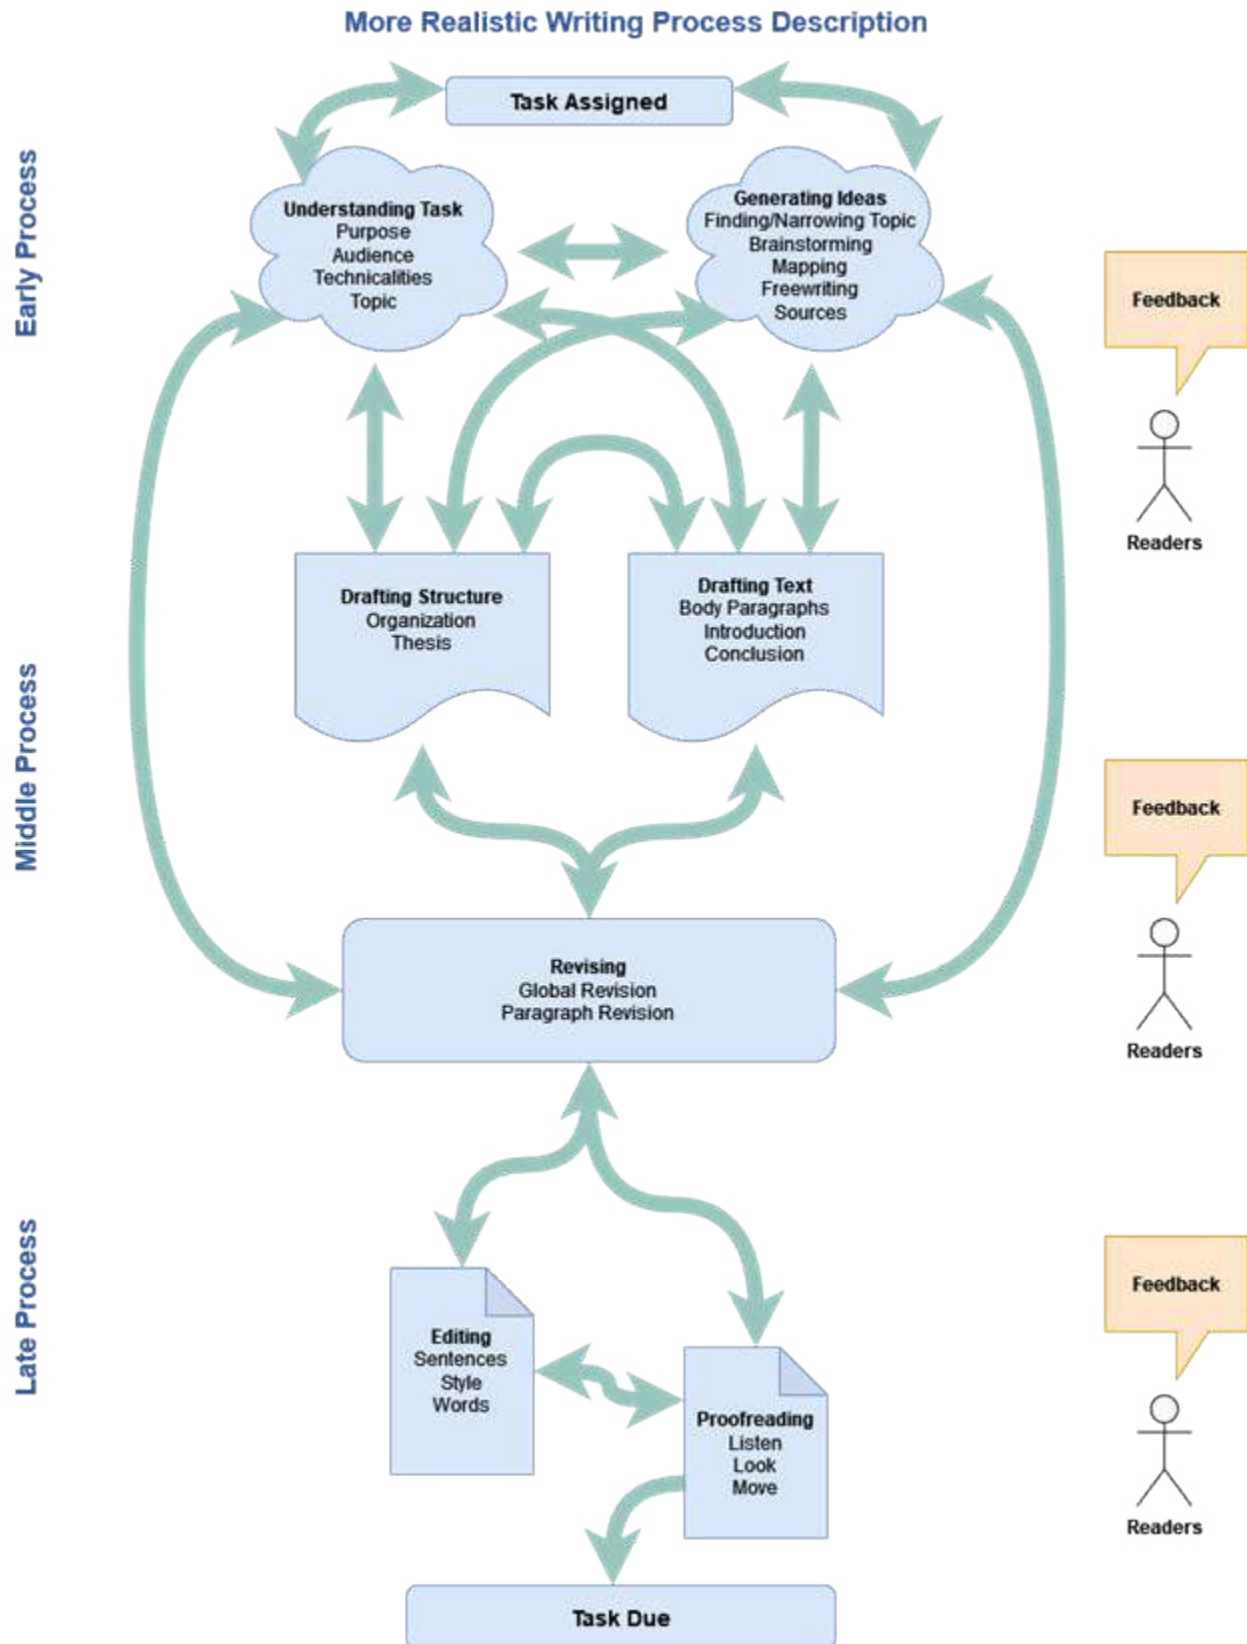 More Realistic Writing Process Description
Task Assigned
Early Process
Understanding Task
Purpose
Audience
Technicalities
Topic
Generating Ideas
Finding/Narrowing Topic
Brainstorming
Mapping
Freewriting
Sources
Feedback
Readers
Middle Process
Drafting Structure
Organization
Thesis
Drafting Text
Body Paragraphs
Introduction
Conclusion
Feedback
Readers
Revising
Global Revision
Paragraph Revision
Late Process
Editing
Sentences
Style
Words
Proofreading
Listen
Look
Move
Feedback
Readers
Task Due